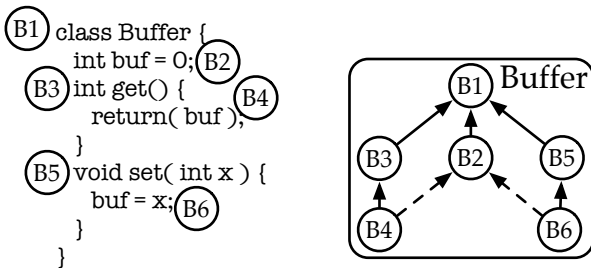 B1 class Buffer {
int buf = 0; B2
B3 int get() { B4
return( buf );
}
B5 void set( int x ) {
buf = x; B6
}
}
Buffer
B1
B3 B2 B5
B4 B6